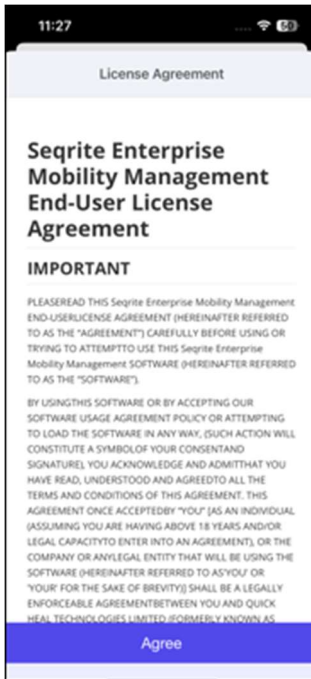 11:27
50
License Agreement
Seqrite Enterprise
Mobility Management
End-User License
Agreement
IMPORTANT
PLEASEREAD THIS Seqrite Enterprise Mobility Management
END-USERLICENSE AGREEMENT (HEREINAFTER REFERRED
TO AS THE "AGREEMENT") CAREFULLY BEFORE USING OR
TRYING TO ATTEMPTTO USE THIS Seqrite Enterprise
Mobility Management SOFTWARE (HEREINAFTER REFERRED
TO AS THE "SOFTWARE").
BY USINGTHIS SOFTWARE OR BY ACCEPTING OUR
SOFTWARE USAGE AGREEMENT POLICY OR ATTEMPTING
TO LOAD THE SOFTWARE IN ANY WAY, (SUCH ACTION WILL
CONSTITUTE A SYMBOLOF YOUR CONSENTAND
SIGNATURE), YOU ACKNOWLEDGE AND ADMITTHAT YOU
HAVE READ, UNDERSTOOD AND AGREEDTO ALL THE
TERMS AND CONDITIONS OF THIS AGREEMENT. THIS
AGREEMENT ONCE ACCEPTEDBY "YOU" [AS AN INDIVIDUAL
(ASSUMING YOU ARE HAVING ABOVE 18 YEARS AND/OR
LEGAL CAPACITYTO ENTER INTO AN AGREEMENT), OR THE
COMPANY OR ANYLEGAL ENTITY THAT WILL BE USING THE
SOFTWARE (HEREINAFTER REFERRED TO AS'YOU' OR
'YOUR' FOR THE SAKE OF BREVITY)] SHALL BE A LEGALLY
ENFORCEABLE AGREEMENTBETWEEN YOU AND QUICK
HEAL TECHNOLOGIES LIMITED (FORMERLY KNOWN AS
Agree